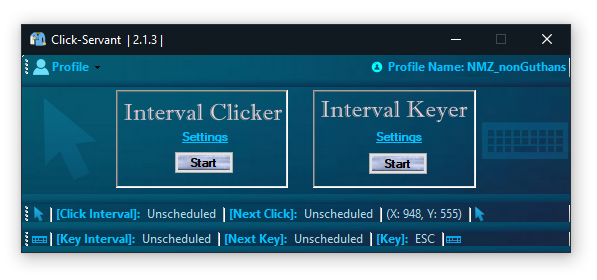 Click-Servant | 2.1.3 |
Profile
Profile Name: NMZ_nonGuthans
Interval Clicker
Settings
Start
Interval Keyer
Settings
Start
[Click Interval]: Unscheduled [Next Click]: Unscheduled (X: 948, Y: 555)
[Key Interval]: Unscheduled [Next Key]: Unscheduled [Key]: ESC